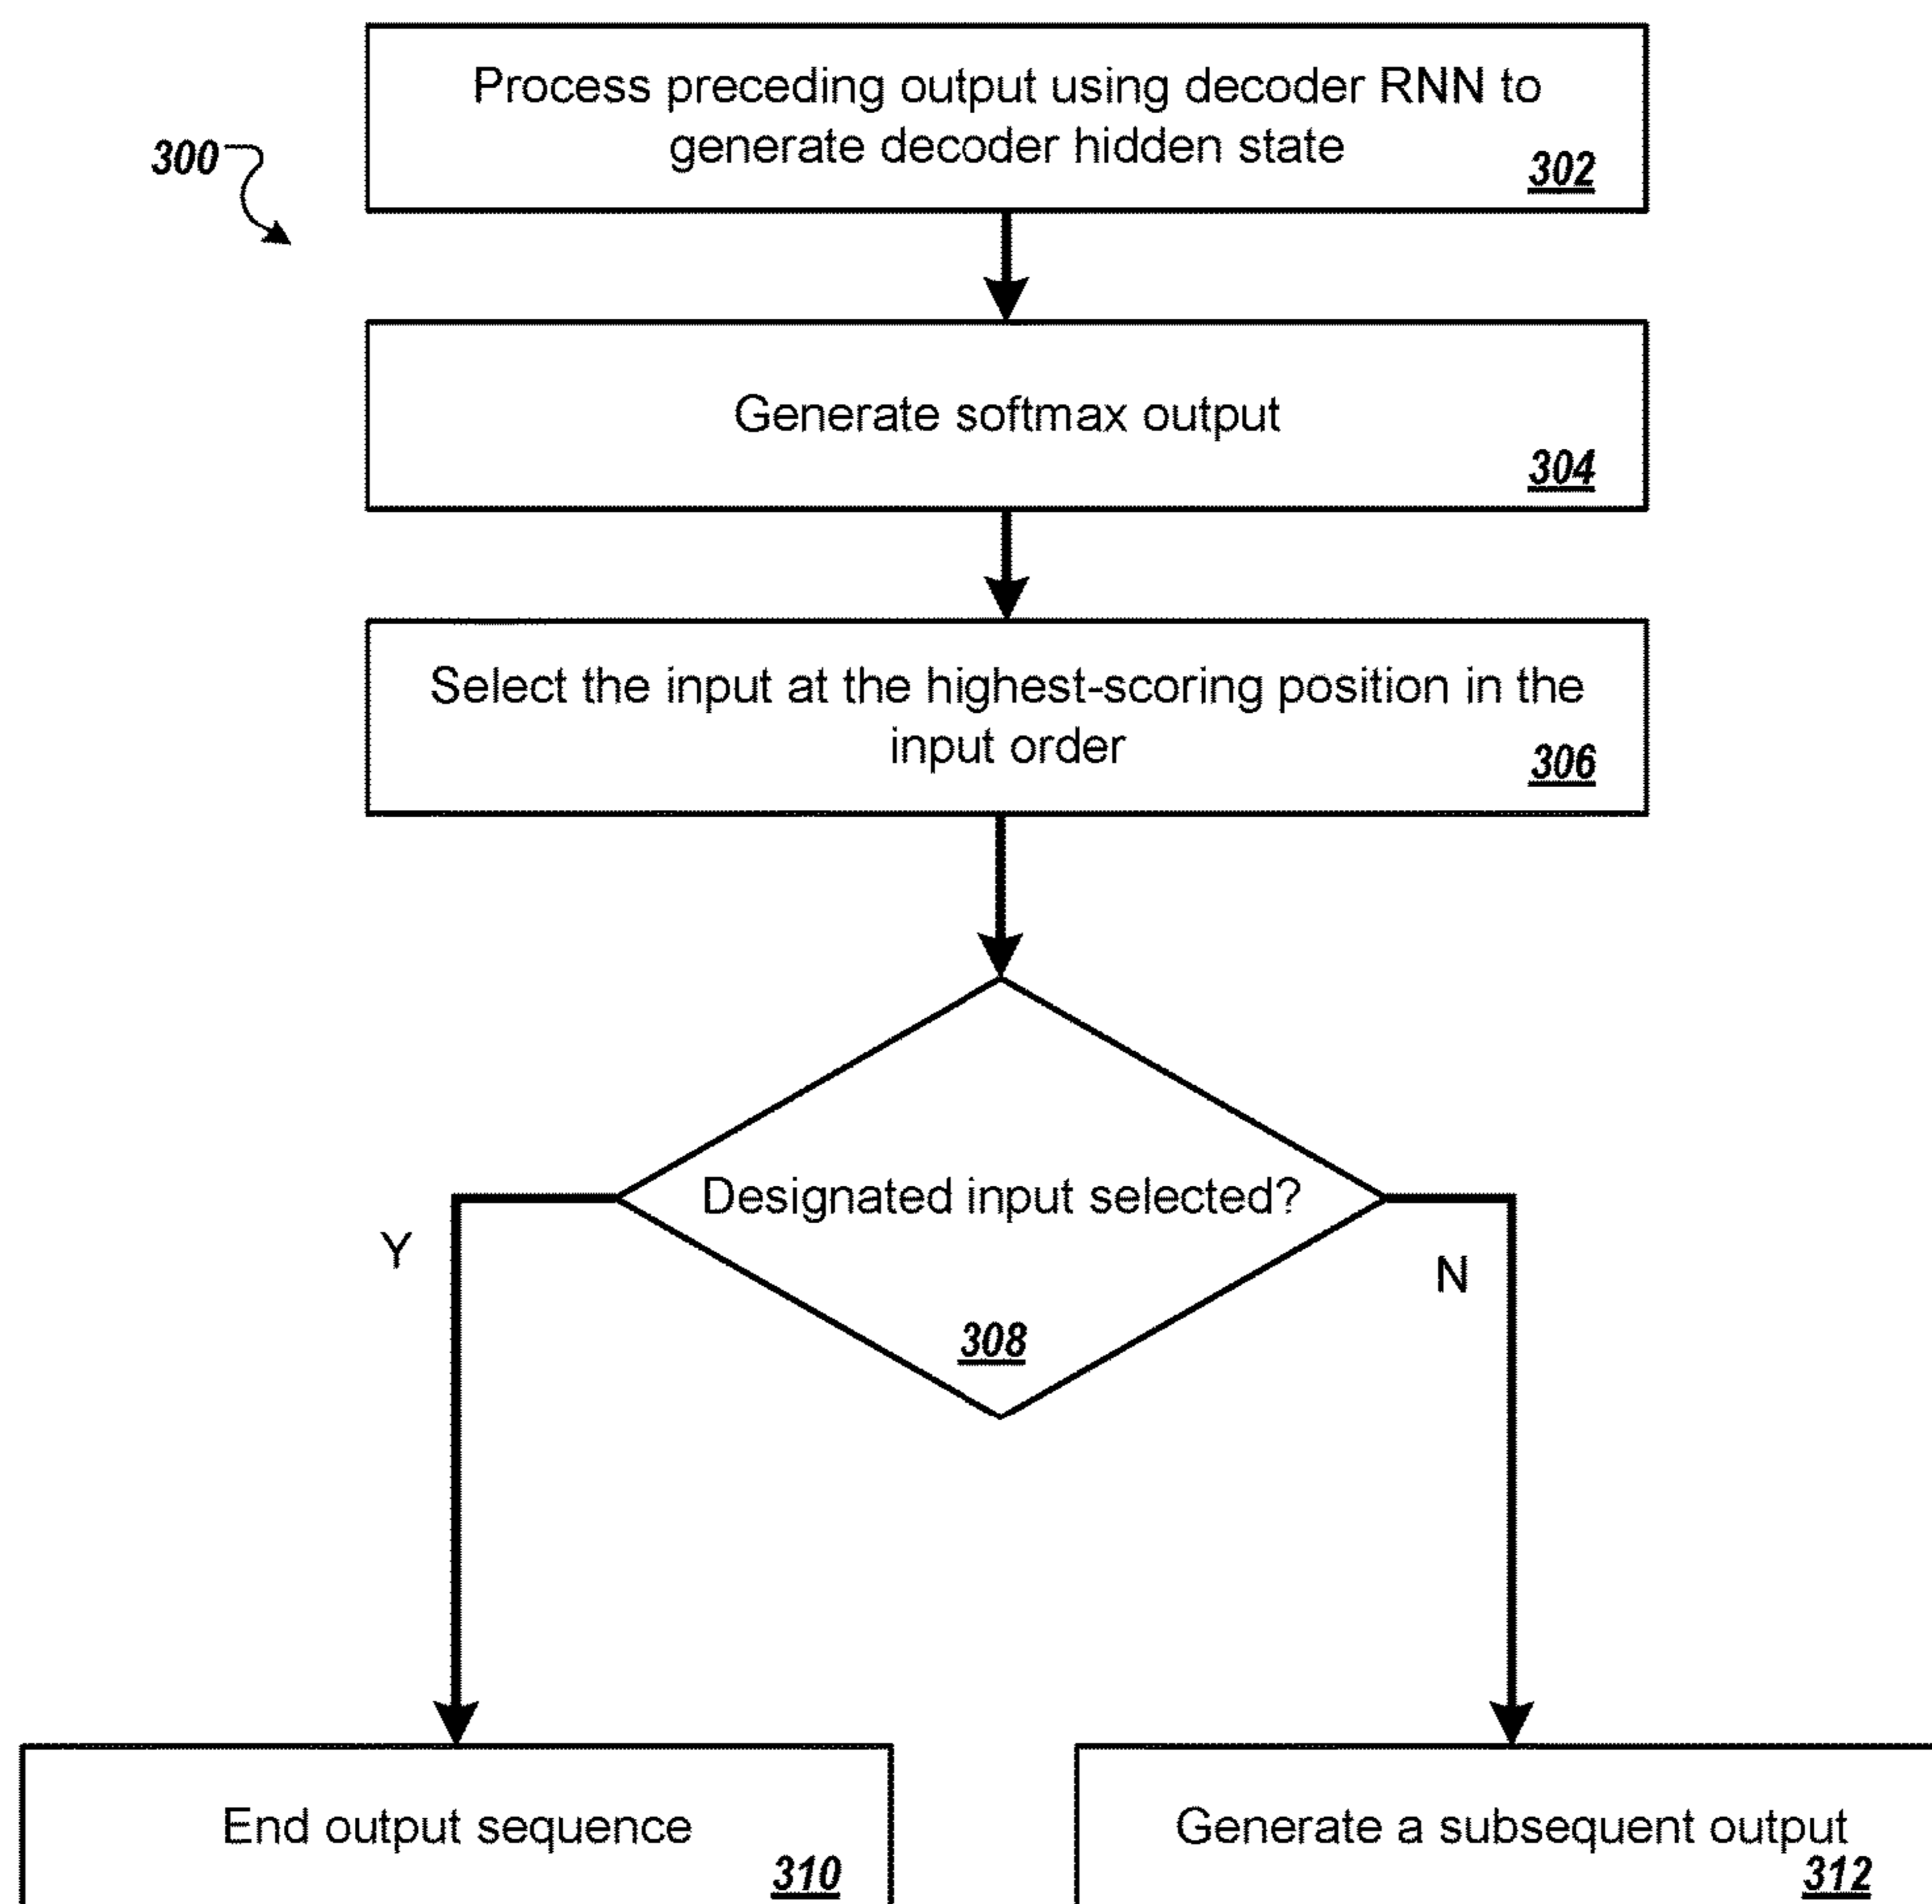 300
Process preceding output using decoder RNN to
generate decoder hidden state
302
Generate softmax output
304
Select the input at the highest-scoring position in the
input order
306
Designated input selected?
308
Y
N
End output sequence
310
Generate a subsequent output
312